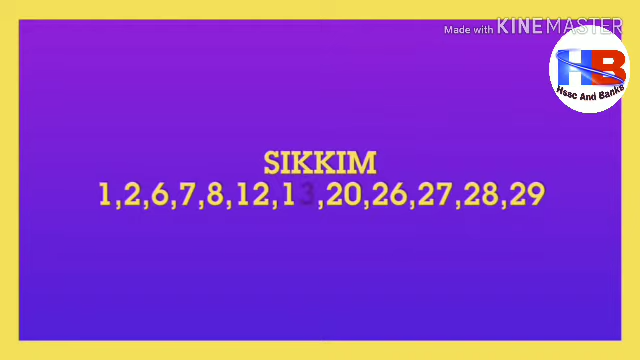 Made with KINEMASTER
HB
Hssc And Banks
SIKKIM
1,2,6,7,8,12,13,20,26,27,28,29